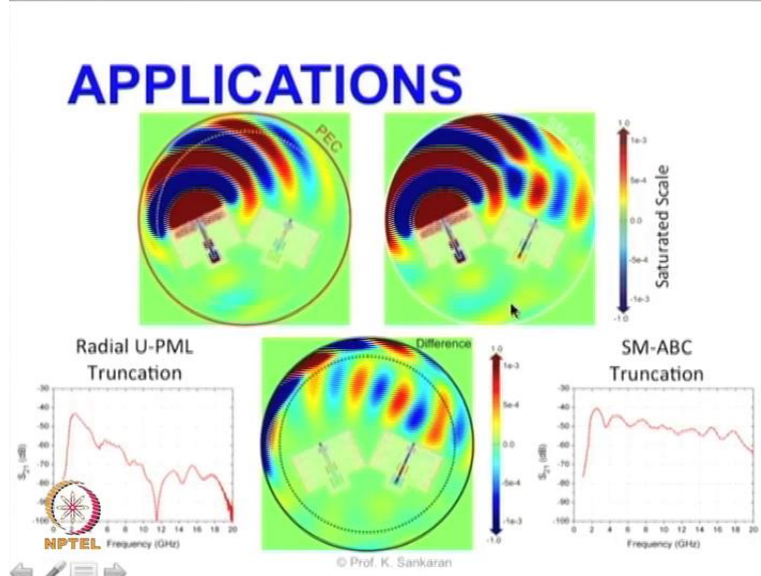 APPLICATIONS
PEC
SM-ABC
1.0
1e-3
5e-4
0.0
-5e-4
-1e-3
-1.0
Saturated Scale
Radial U-PML
Truncation
-30
-40
-50
-60
-70
-80
-90
-100
S21 (dB)
6 8 10 12 14 16 18 20
Frequency (GHz)
NPTEL
Difference
1.0
1e-3
5e-4
0.0
-5e-4
-1e-3
-1.0
SM-ABC
Truncation
-30
-40
-50
-60
-70
-80
-90
-100
S21 (dB)
0 2 4 6 8 10 12 14 16 18 20
Frequency (GHz)
© Prof. K. Sankaran